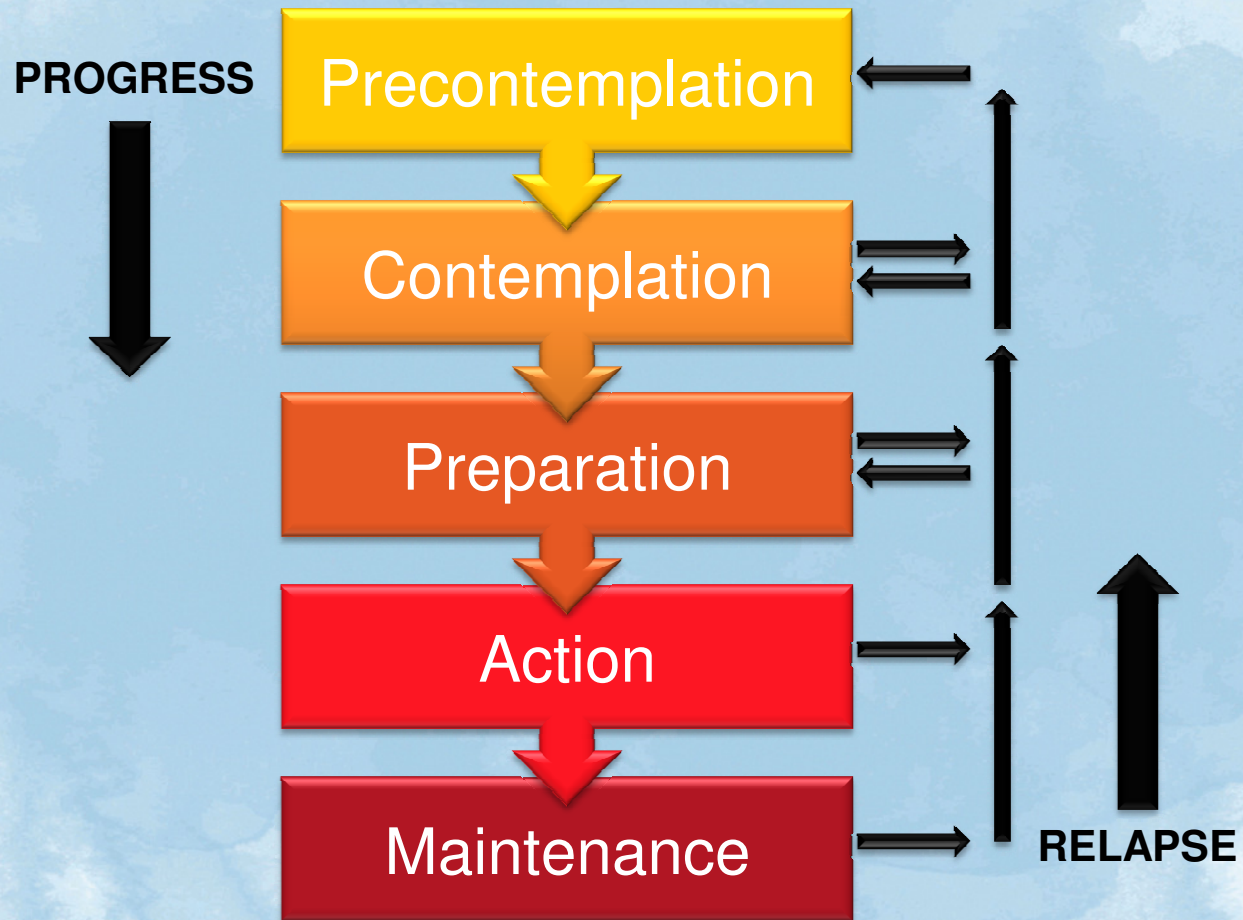 PROGRESS
Precontemplation
Contemplation
Preparation
Action
Maintenance
RELAPSE